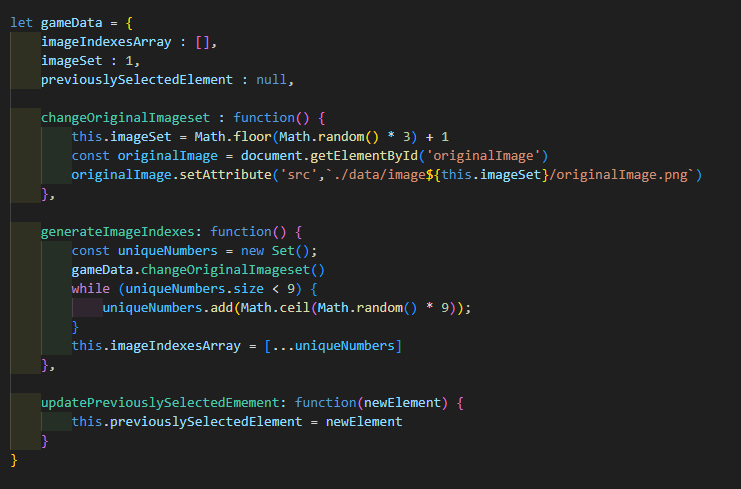 let gameData = {
    imageIndexesArray : [],
    imageSet : 1,
    previouslySelectedElement : null,

    changeOriginalImageset : function() {
        this.imageSet = Math.floor(Math.random() * 3) + 1
        const originalImage = document.getElementById('originalImage')
        originalImage.setAttribute('src',`./data/image${this.imageSet}/originalImage.png`)
    },

    generateImageIndexes: function() {
        const uniqueNumbers = new Set();
        gameData.changeOriginalImageset()
        while (uniqueNumbers.size < 9) {
            uniqueNumbers.add(Math.ceil(Math.random() * 9));
        }
        this.imageIndexesArray = [...uniqueNumbers]
    },

    updatePreviouslySelectedEmement: function(newElement) {
        this.previouslySelectedElement = newElement
    }
}